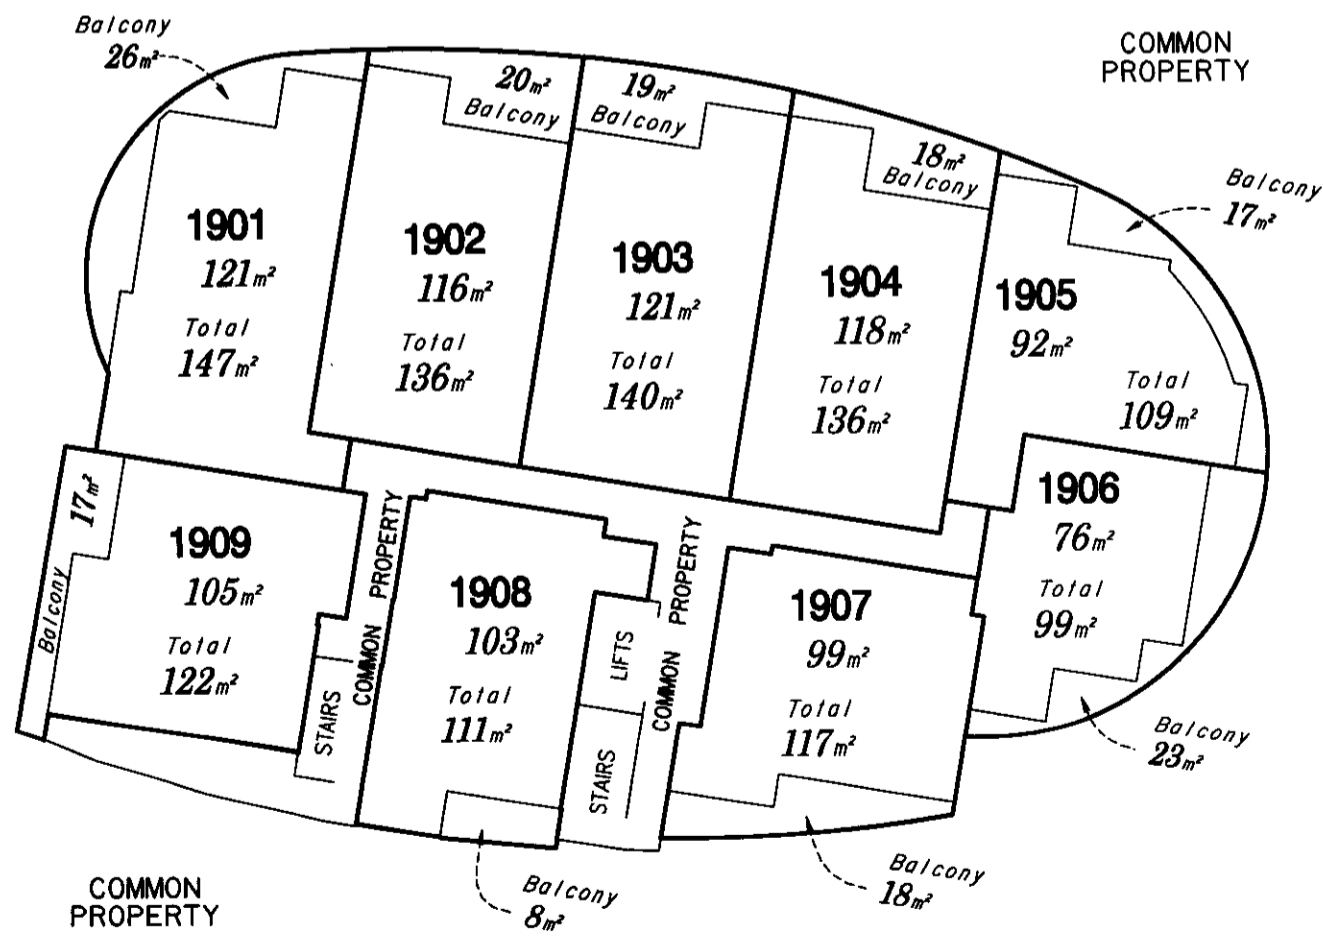 Balcony
26m²
COMMON
PROPERTY
20m²
Balcony
19m²
Balcony
18m²
Balcony
Balcony
17m²
1901
121m²
Total
147m²
1902
116m²
Total
136m²
1903
121m²
Total
140m²
1904
118m²
Total
136m²
1905
92m²
Total
109m²
17m²
Balcony
1909
105m²
Total
122m²
COMMON PROPERTY
STAIRS
1908
103m²
Total
111m²
LIFTS
STAIRS
COMMON PROPERTY
1907
99m²
Total
117m²
1906
76m²
Total
99m²
Balcony
23m²
Balcony
18m²
Balcony
8m²
COMMON
PROPERTY